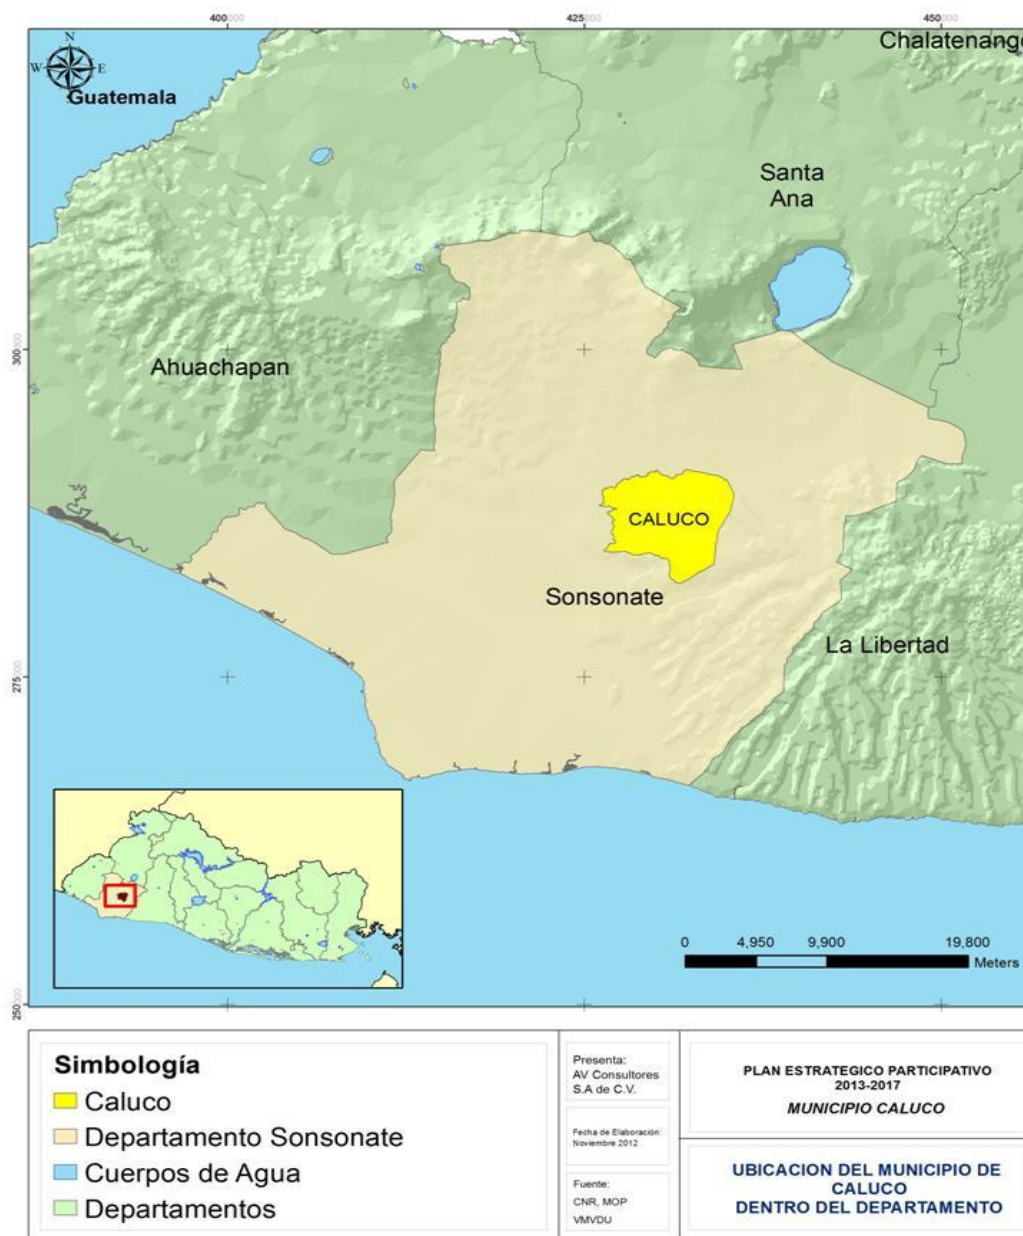 400000
425000
450000
N
W
E
S
Guatemala
Chalatenango
Santa
Ana
300000
Ahuachapan
CALUCO
Sonsonate
La Libertad
275000
0 4,950 9,900 19,800
Meters
250000
Simbología
Caluco
Departamento Sonsonate
Cuerpos de Agua
Departamentos
Presenta:
AV Consultores
S.A de C.V.
Fecha de Elaboración:
Noviembre 2012
Fuente:
CNR, MOP
VMVDU
PLAN ESTRATEGICO PARTICIPATIVO
2013-2017
MUNICIPIO CALUCO
UBICACION DEL MUNICIPIO DE
CALUCO
DENTRO DEL DEPARTAMENTO